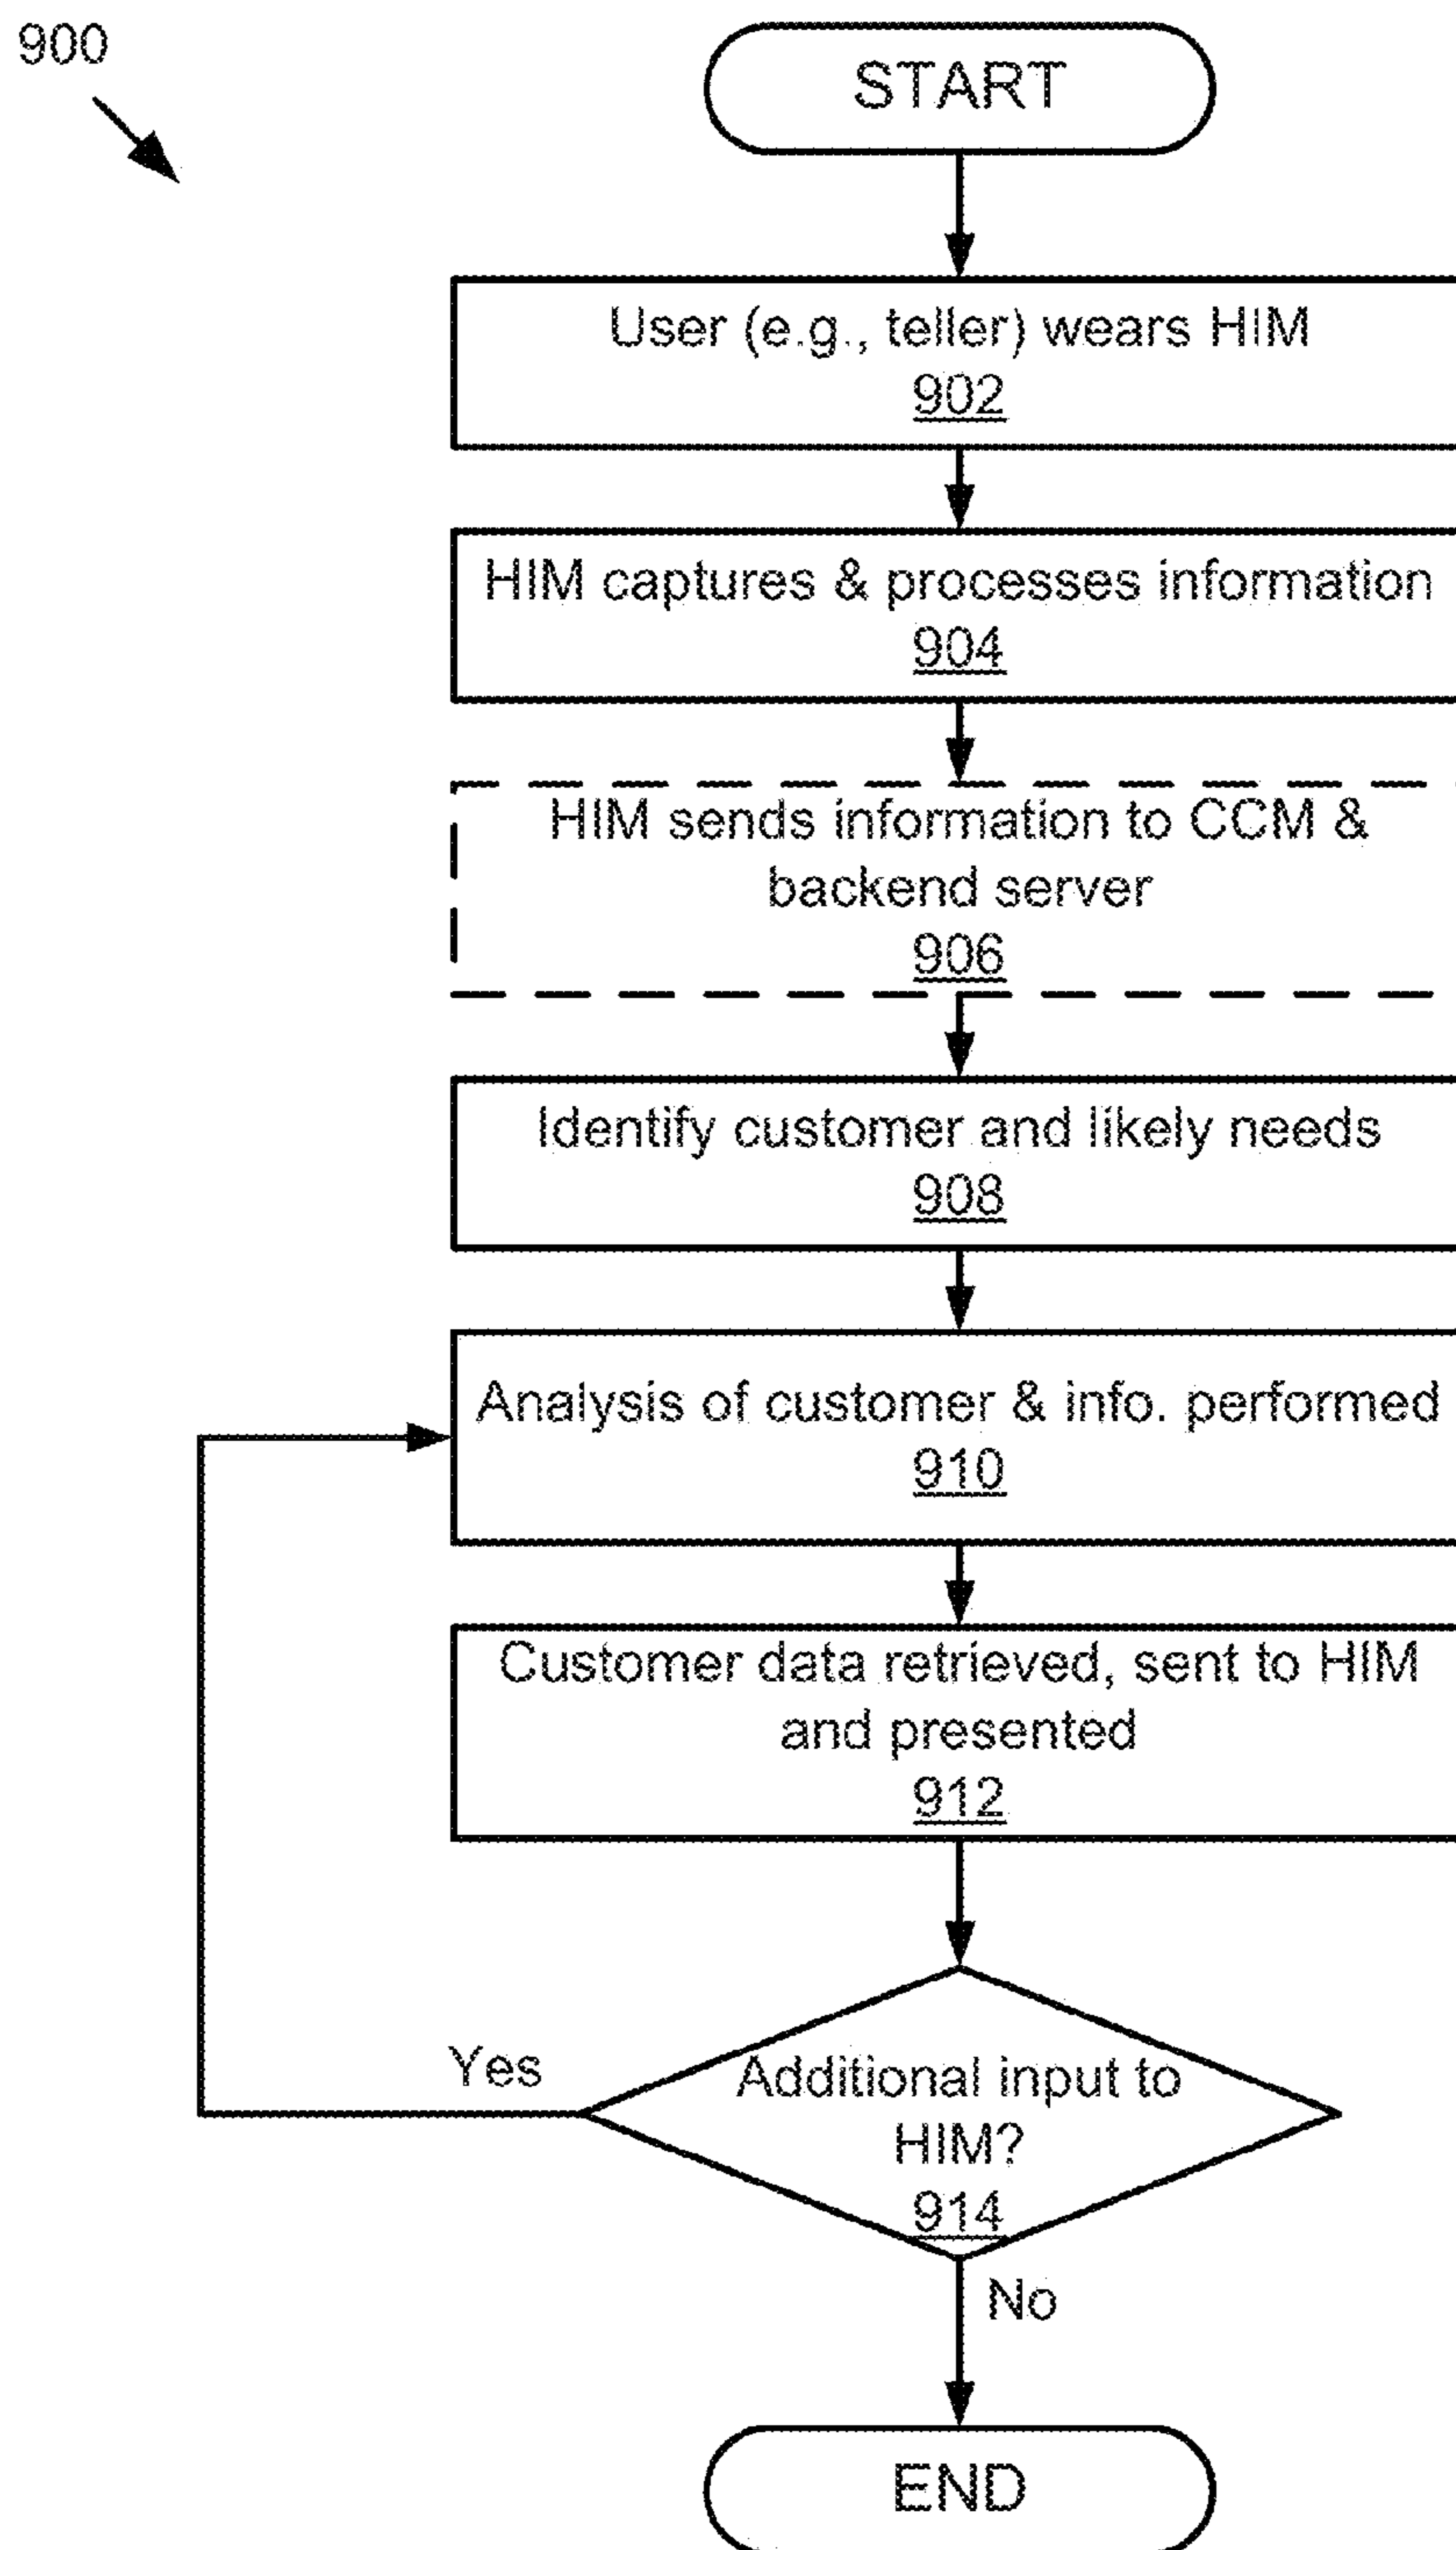 900
START
User (e.g., teller) wears HIM
902
HIM captures & processes information
904
HIM sends information to CCM &
backend server
906
Identify customer and likely needs
908
Analysis of customer & info. performed
910
Customer data retrieved, sent to HIM
and presented
912
Yes
Additional input to
HIM?
914
No
END